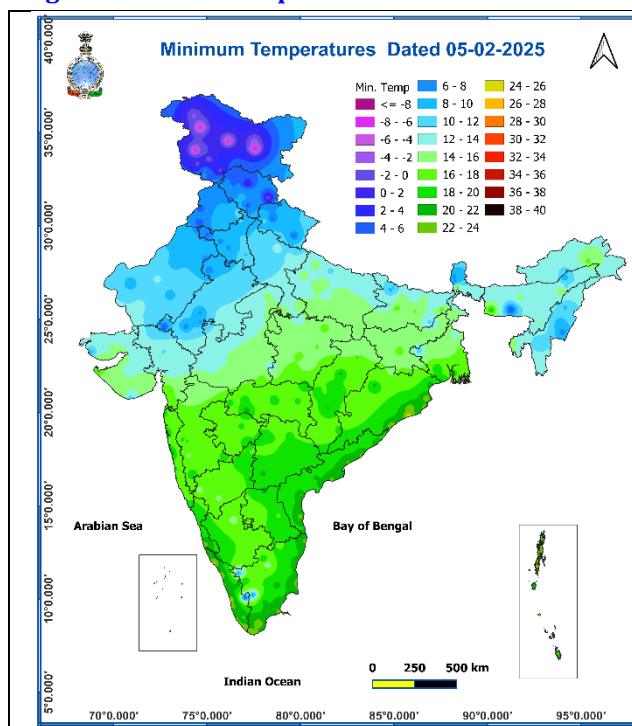 Minimum Temperatures Dated 05-02-2025
Min. Temp
<= -8
-8 - -6
-6 - -4
-4 - -2
-2 - 0
0 - 2
2 - 4
4 - 6
6 - 8
8 - 10
10 - 12
12 - 14
14 - 16
16 - 18
18 - 20
20 - 22
22 - 24
24 - 26
26 - 28
28 - 30
30 - 32
32 - 34
34 - 36
36 - 38
38 - 40
40°0.000'
35°0.000'
30°0.000'
25°0.000'
20°0.000'
15°0.000'
10°0.000'
5°0.000'
Arabian Sea
Bay of Bengal
Indian Ocean
0 250 500 km
70°0.000' 75°0.000' 80°0.000' 85°0.000' 90°0.000' 95°0.000'